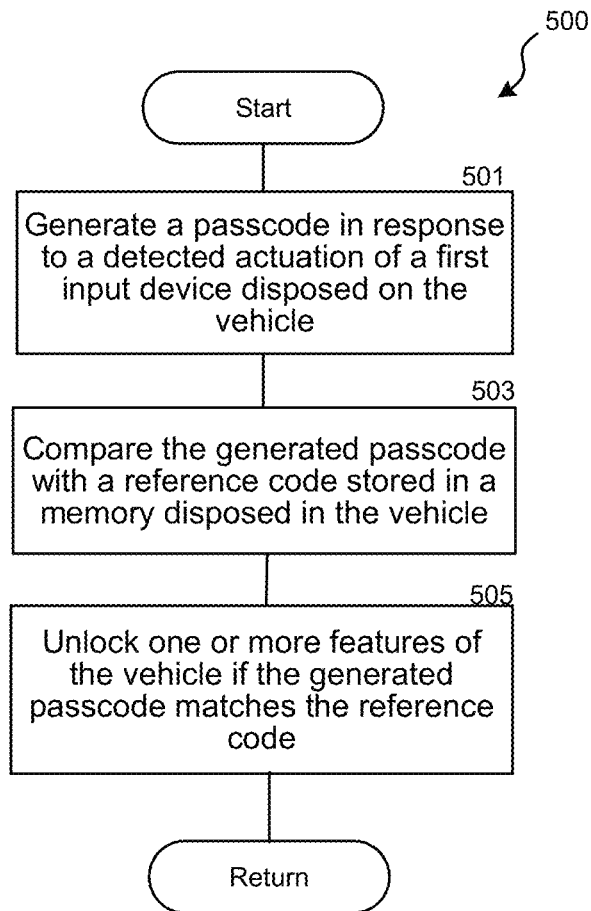 500
Start
501
Generate a passcode in response
to a detected actuation of a first
input device disposed on the
vehicle
503
Compare the generated passcode
with a reference code stored in a
memory disposed in the vehicle
505
Unlock one or more features of
the vehicle if the generated
passcode matches the reference
code
Return